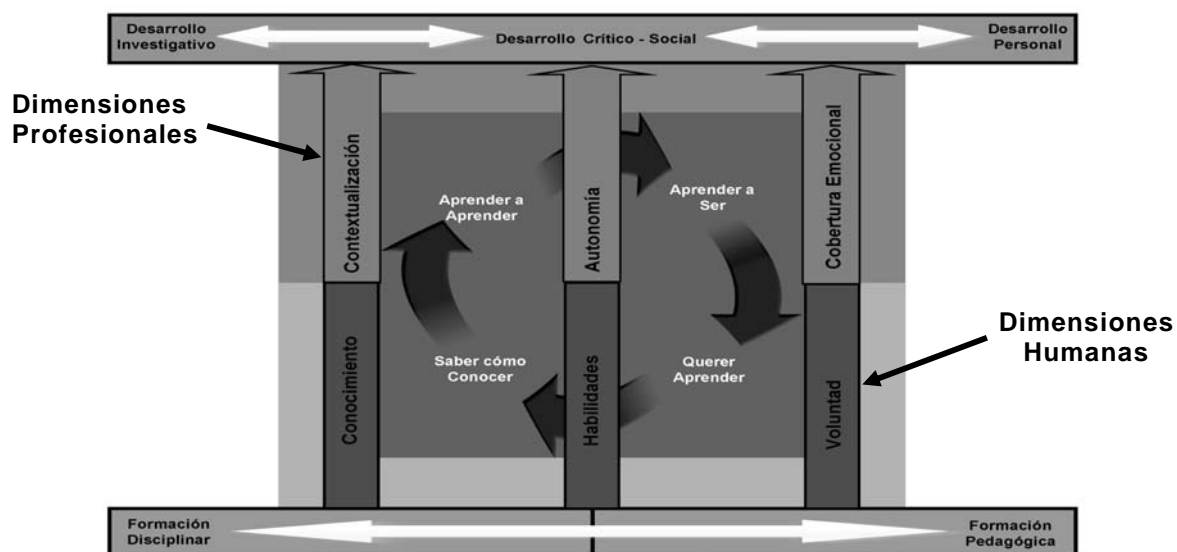 Desarrollo
Investigativo
Desarrollo Crítico - Social
Desarrollo
Personal
Dimensiones
Profesionales
Contextualización
Autonomía
Cobertura Emocional
Aprender a
Aprender
Aprender a
Ser
Dimensiones
Humanas
Saber cómo
Conocer
Querer
Aprender
Conocimiento
Habilidades
Voluntad
Formación
Disciplinar
Formación
Pedagógica